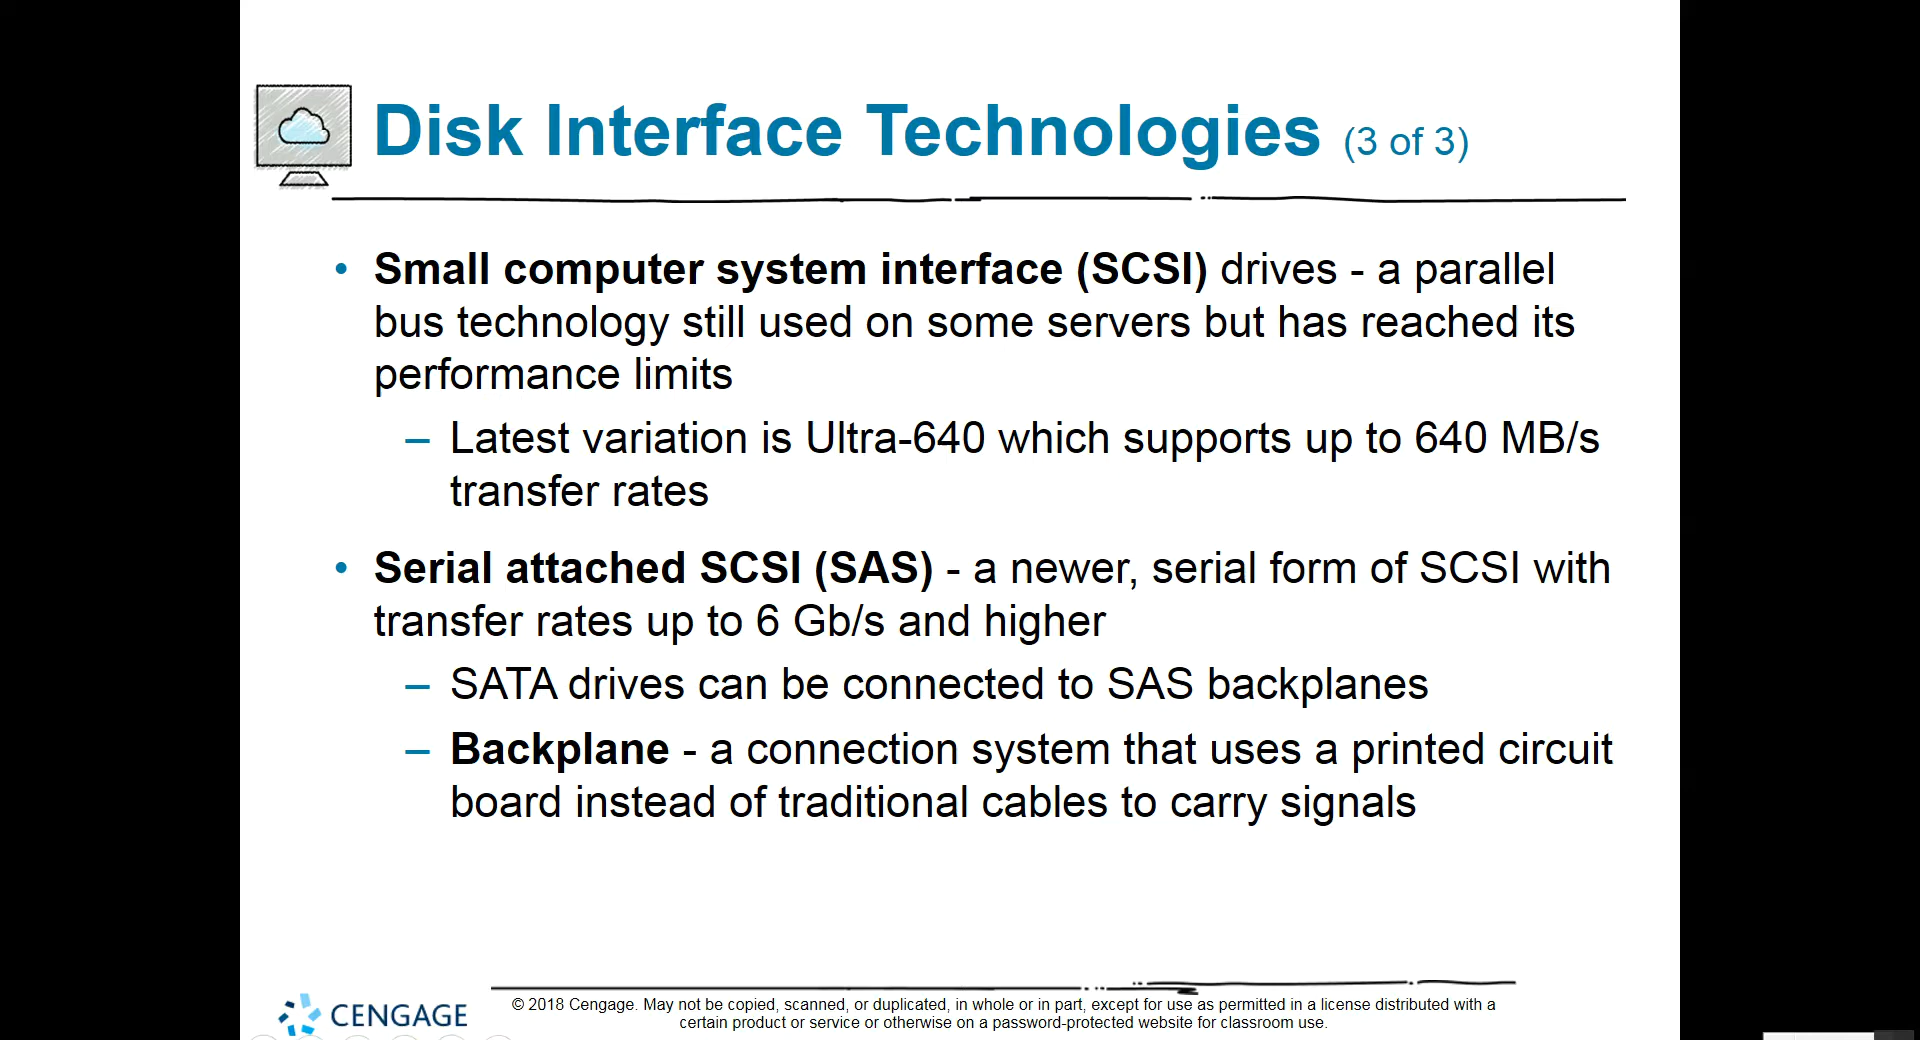 Disk Interface Technologies (3 of 3)
• Small computer system interface (SCSI) drives - a parallel
bus technology still used on some servers but has reached its
performance limits
– Latest variation is Ultra-640 which supports up to 640 MB/s
transfer rates
• Serial attached SCSI (SAS) - a newer, serial form of SCSI with
transfer rates up to 6 Gb/s and higher
– SATA drives can be connected to SAS backplanes
– Backplane - a connection system that uses a printed circuit
board instead of traditional cables to carry signals
CENGAGE
© 2018 Cengage. May not be copied, scanned, or duplicated, in whole or in part, except for use as permitted in a license distributed with a
certain product or service or otherwise on a password-protected website for classroom use.